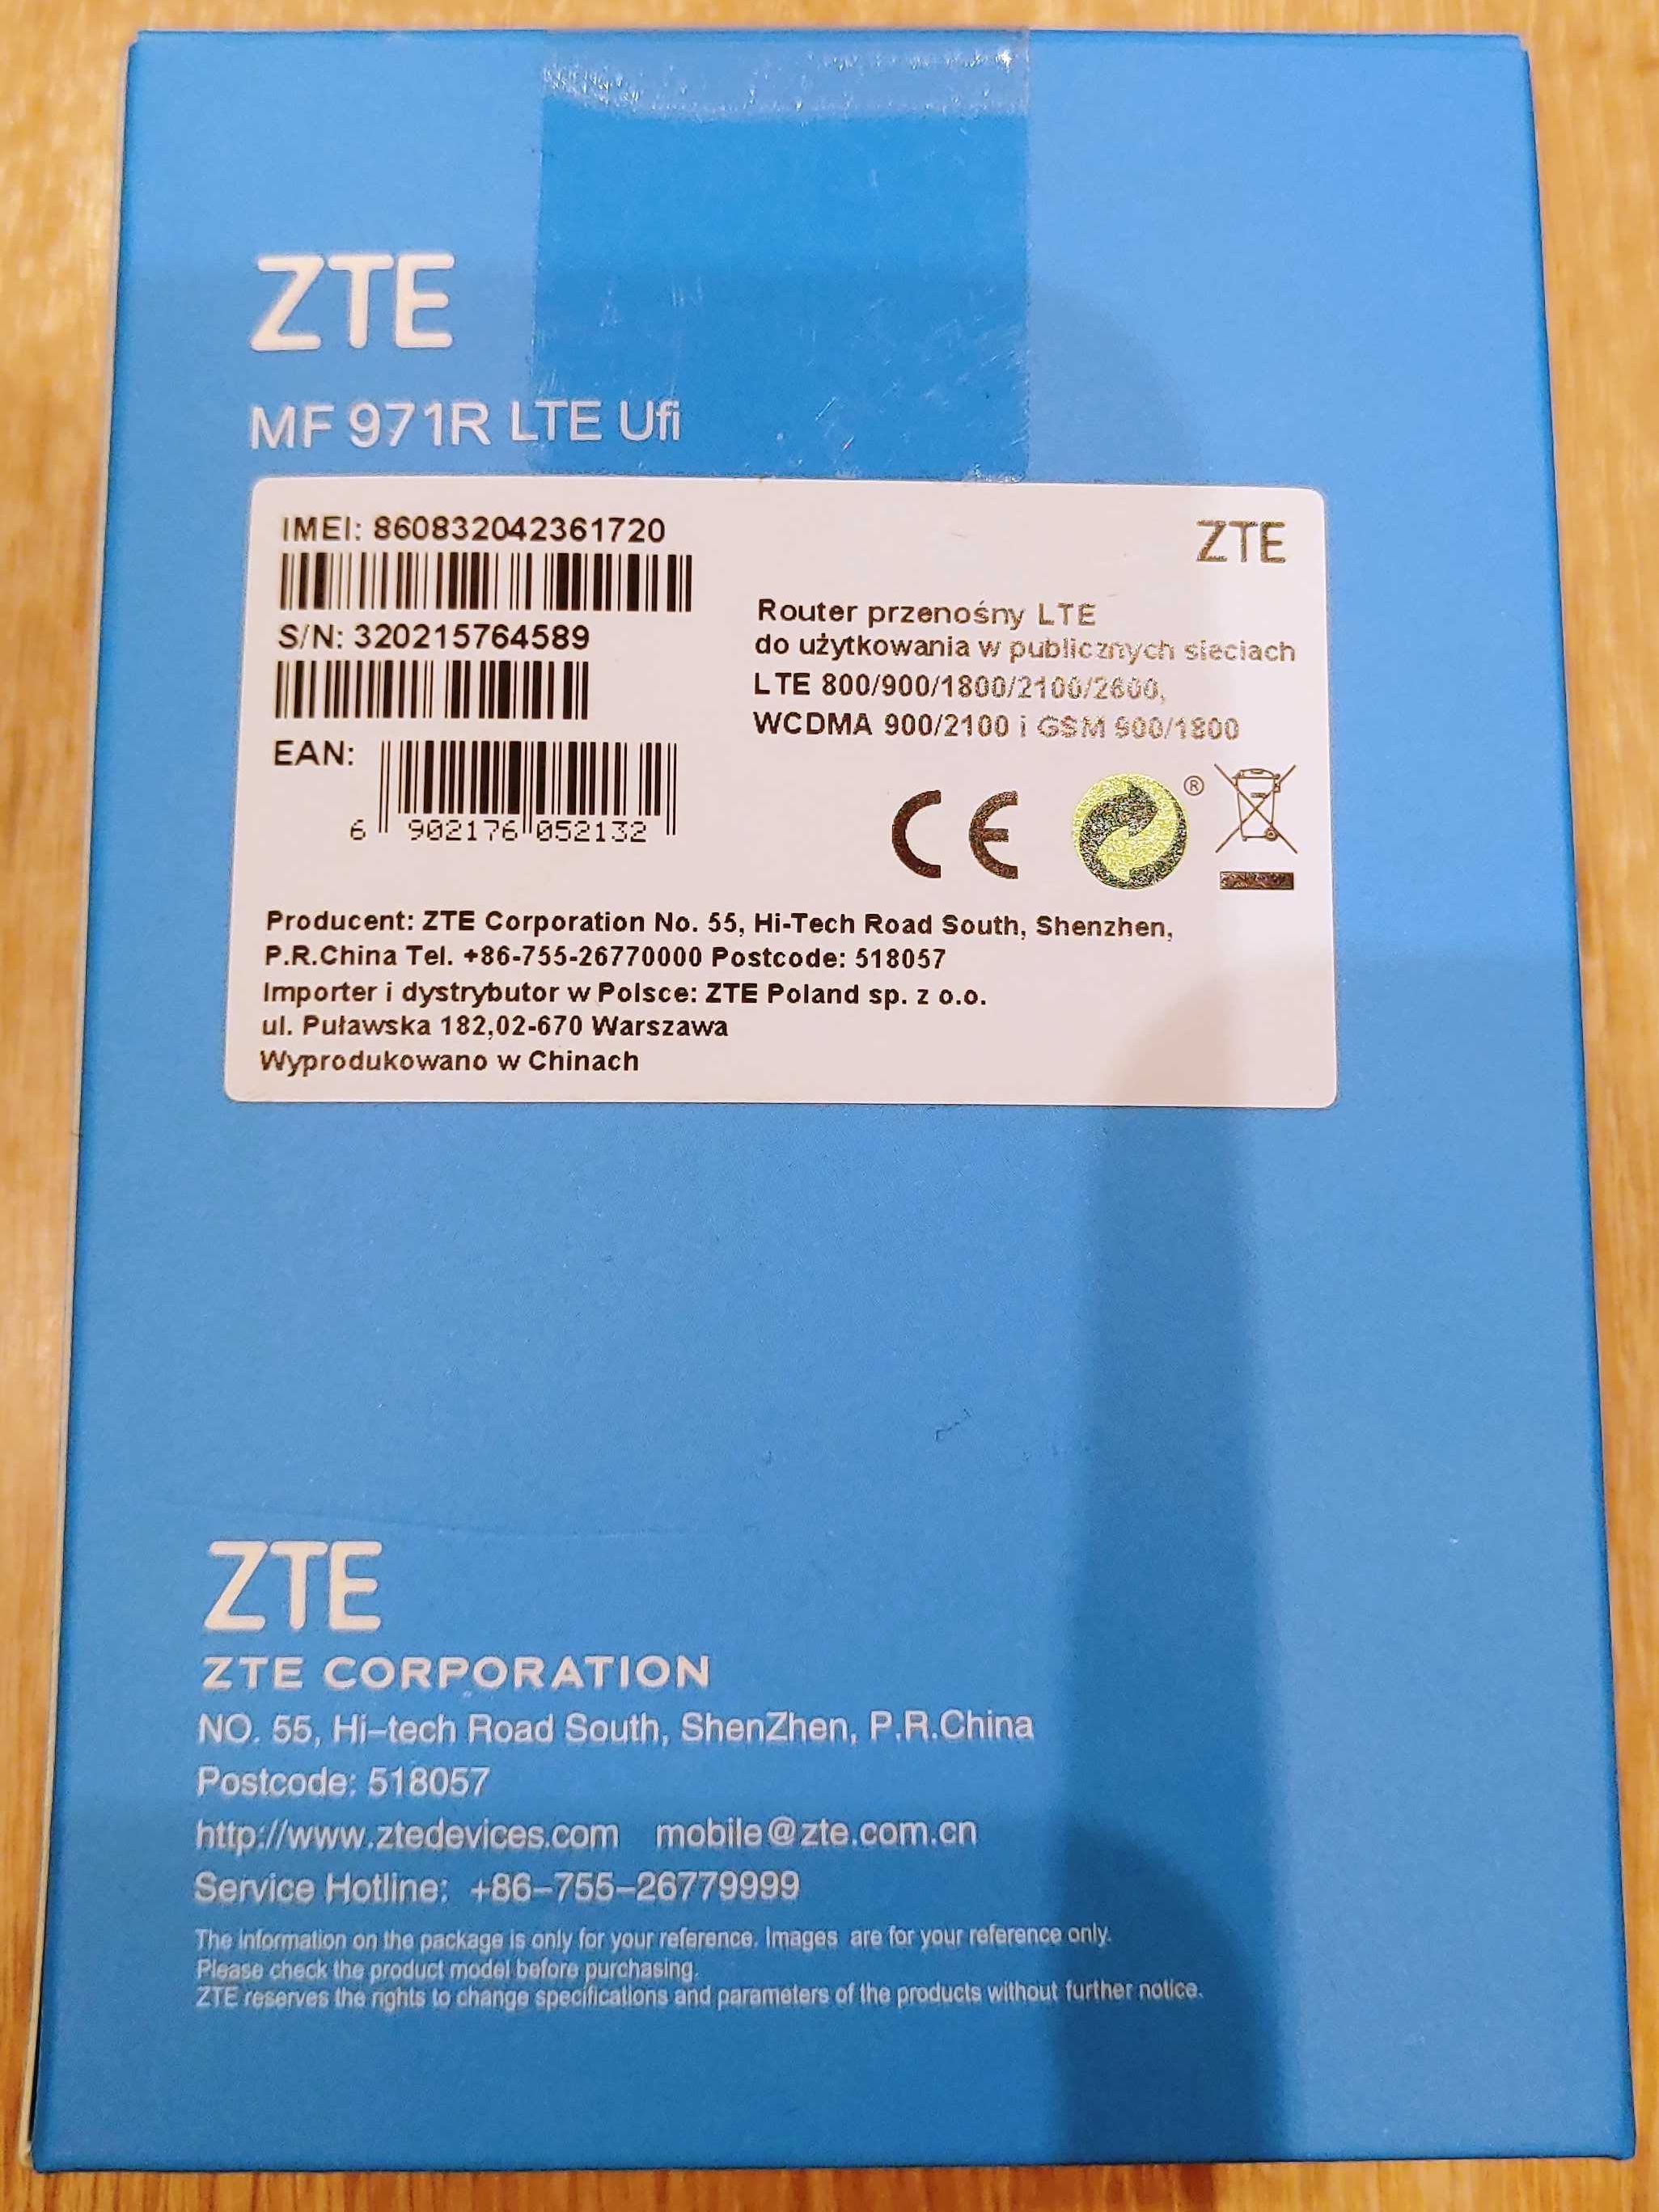 ZTE
MF 971R LTE Ufi
IMEI: 860832042361720
S/N: 320215764589
EAN:
6 902176 052132
ZTE
Router przenośny LTE
do użytkowania w publicznych sieciach
LTE 800/900/1800/2100/2600,
WCDMA 900/2100 i GSM 900/1800
CE
®
Producent: ZTE Corporation No. 55, Hi-Tech Road South, Shenzhen,
P.R.China Tel. +86-755-26770000 Postcode: 518057
Importer i dystrybutor w Polsce: ZTE Poland sp. z o.o.
ul. Puławska 182,02-670 Warszawa
Wyprodukowano w Chinach
ZTE
ZTE CORPORATION
NO. 55, Hi-tech Road South, ShenZhen, P.R.China
Postcode: 518057
http://www.ztedevices.com mobile@zte.com.cn
Service Hotline: +86-755-26779999
The information on the package is only for your reference. Images are for your reference only.
Please check the product model before purchasing.
ZTE reserves the rights to change specifications and parameters of the products without further notice.